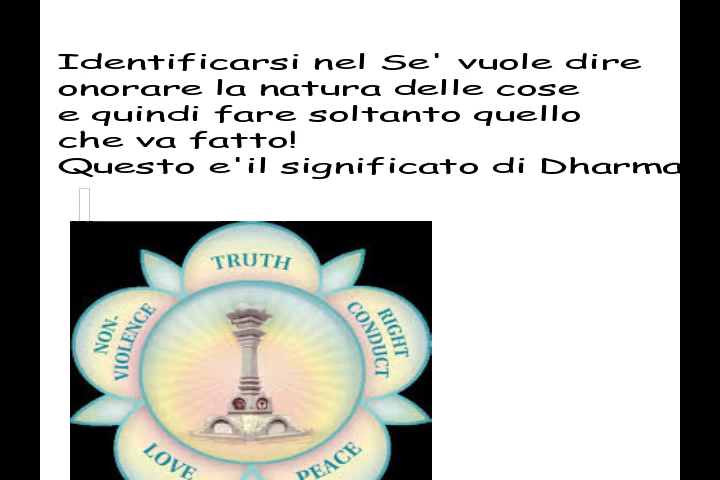 Identificarsi nel Se' vuole dire
onorare la natura delle cose
e quindi fare soltanto quello
che va fatto!
Questo e'il significato di Dharma
TRUTH
NON-
VIOLENCE
RIGHT
CONDUCT
LOVE
PEACE